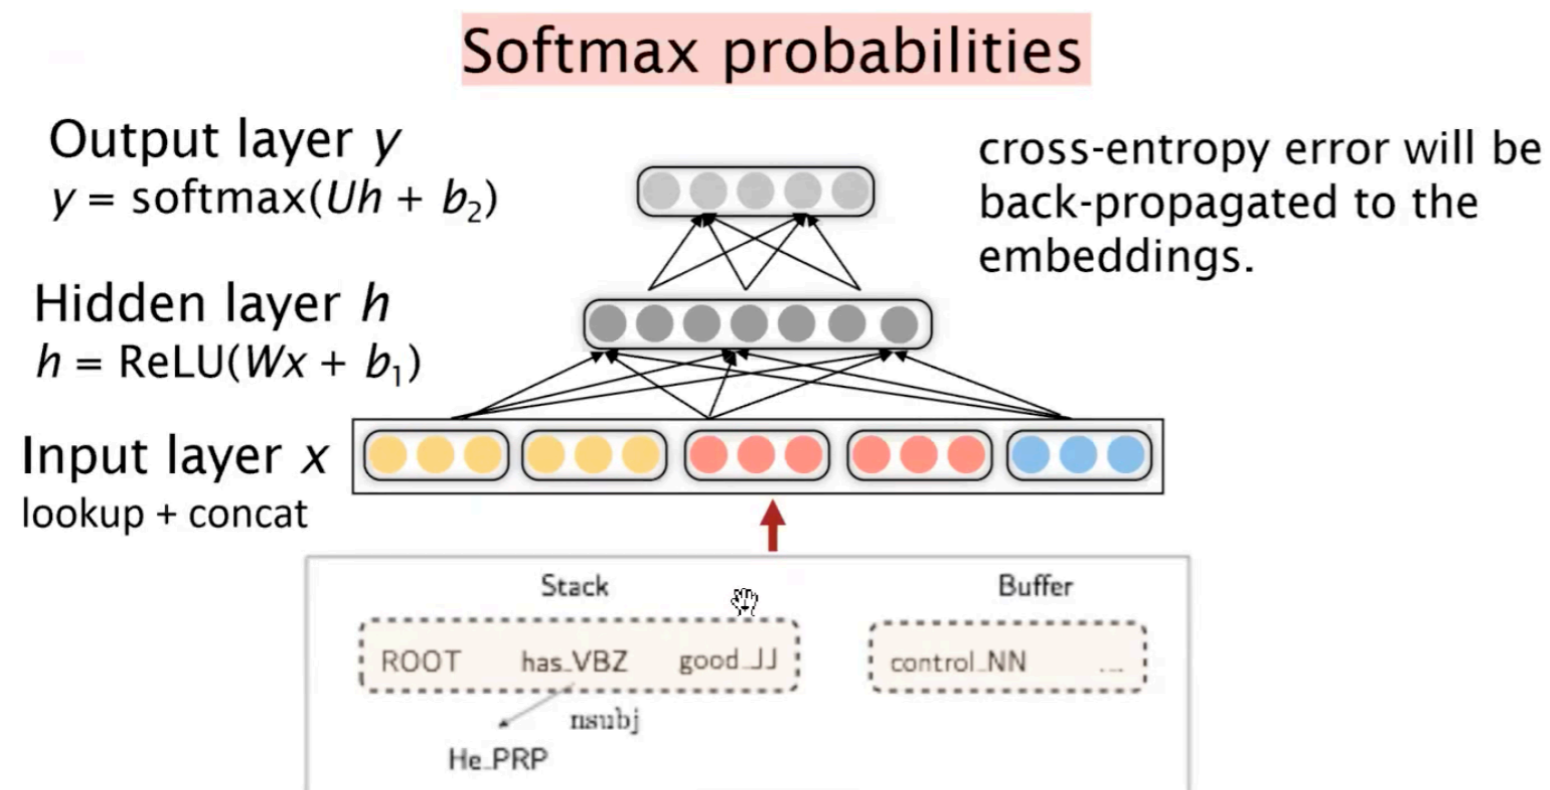 Softmax probabilities
Output layer y
y = softmax(Uh + b₂)
cross-entropy error will be
back-propagated to the
embeddings.
Hidden layer h
h = ReLU(Wx + b₁)
Input layer x
lookup + concat
Stack
Buffer
ROOT has_VBZ good_JJ
control_NN ...
nsubj
He_PRP